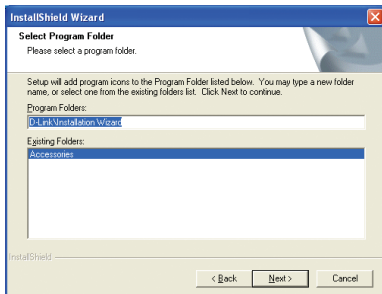 InstallShield Wizard
Select Program Folder
Please select a program folder.
Setup will add program icons to the Program Folder listed below. You may type a new folder
name, or select one from the existing folders list. Click Next to continue.
Program Folders:
D-Link\Installation Wizard
Existing Folders:
Accessories
InstallShield
< Back Next > Cancel